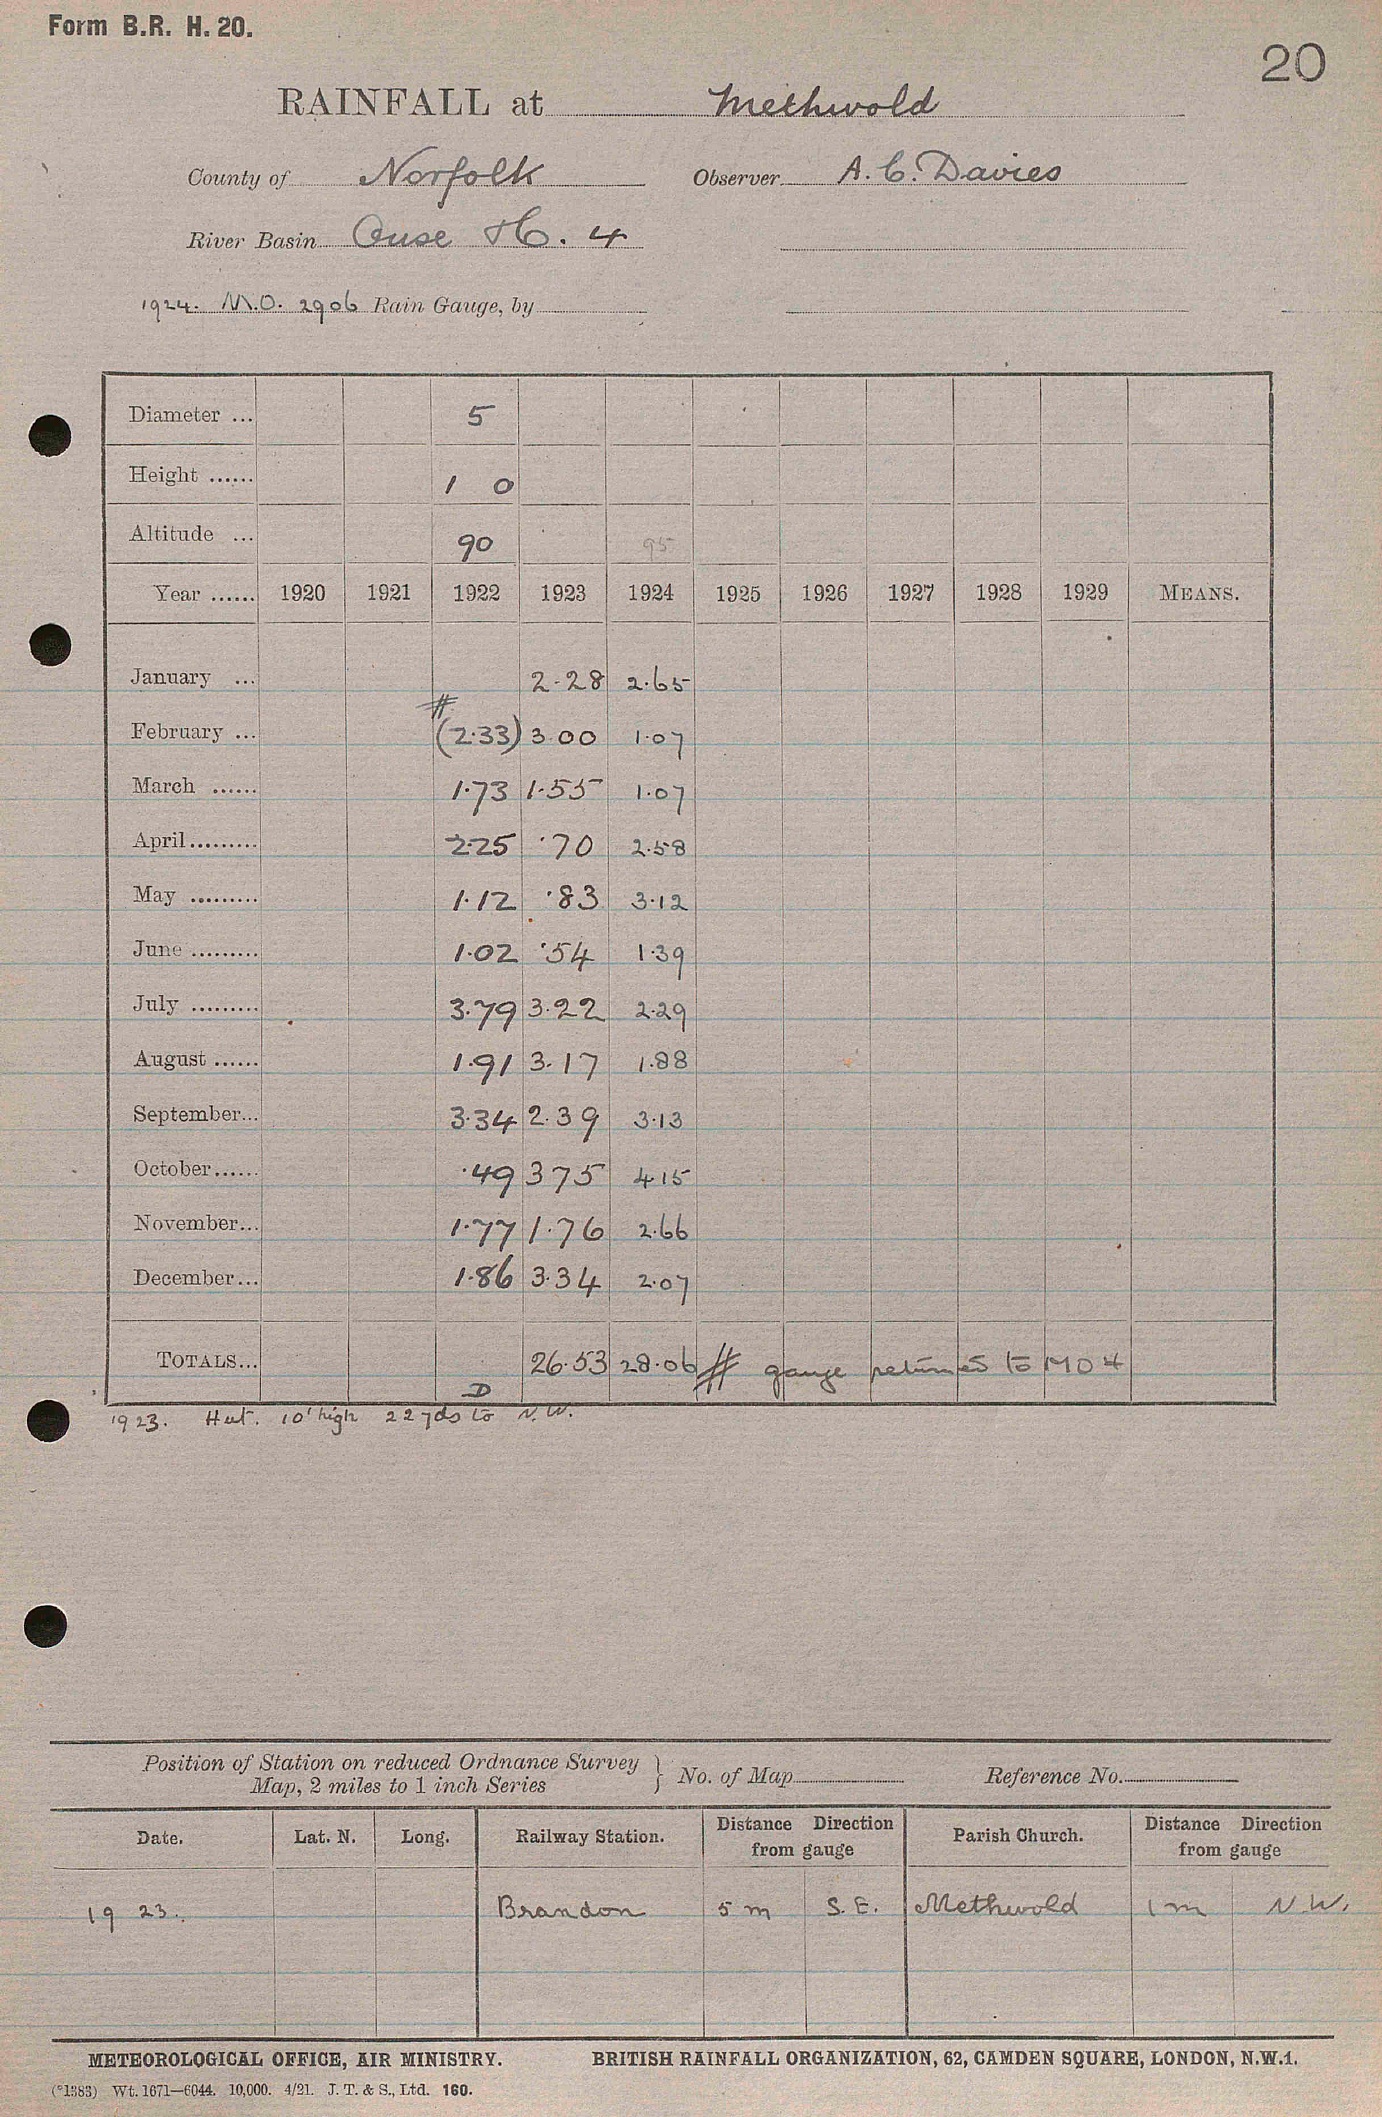 Form B.R. H. 20.
20
RAINFALL at Methwold
County of Norfolk Observer A. C. Davies
River Basin Ouse H. 4
1924. M.O. 2906 Rain Gauge, by
Diameter ... 5
Height ...... 1 0
Altitude ... 90 95
Year ...... 1920 1921 1922 1923 1924 1925 1926 1927 1928 1929 MEANS.
January ... 2.28 2.65
#
February ... (2.33) 3.00 1.07
March ...... 1.73 1.55 1.07
April ......... 2.25 .70 2.58
May ......... 1.12 .83 3.12
June ......... 1.02 .54 1.39
July ......... 3.79 3.22 2.29
August ...... 1.91 3.17 1.88
September... 3.34 2.39 3.13
October...... .49 375 415
November... 1.77 1.76 2.66
December... 1.86 3.34 2.07
TOTALS... 26.53 28.06 # gauge returned to MO4
D
1923. Hut. 10' high 22 yds to N.W.
Position of Station on reduced Ordnance Survey
Map, 2 miles to 1 inch Series } No. of Map Reference No.
Date. Lat. N. Long. Railway Station. Distance Direction from gauge Parish Church. Distance Direction from gauge
1923. Brandon 5 m S.E. Methwold 1 m N.W.
METEOROLOGICAL OFFICE, AIR MINISTRY. BRITISH RAINFALL ORGANIZATION, 62, CAMDEN SQUARE, LONDON, N.W.1.
(*1383) Wt. 1671—6044. 10,000. 4/21. J. T. & S., Ltd. 160.